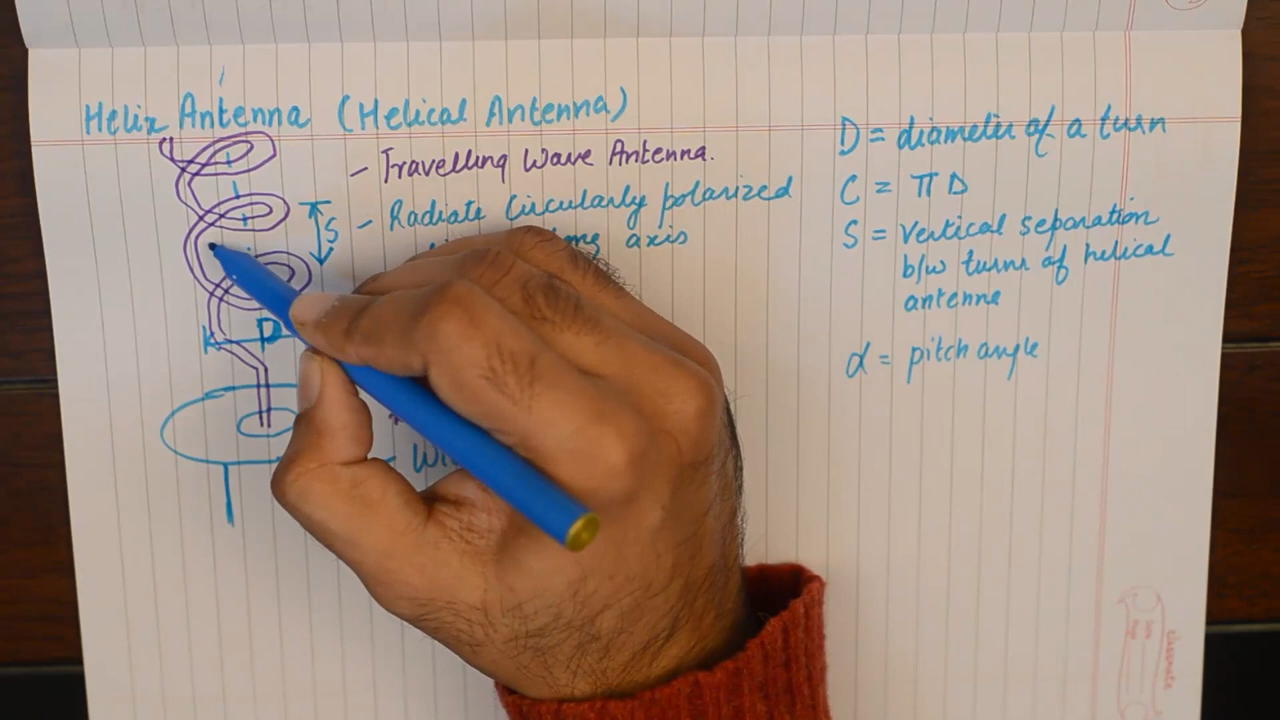 Helix Antenna (Helical Antenna)
- Travelling Wave Antenna.
- Radiate Circularly polarized
axis
S
D
D = diameter of a turn
C = π D
S = Vertical separation
b/w turns of helical
antenne
α = pitch angle